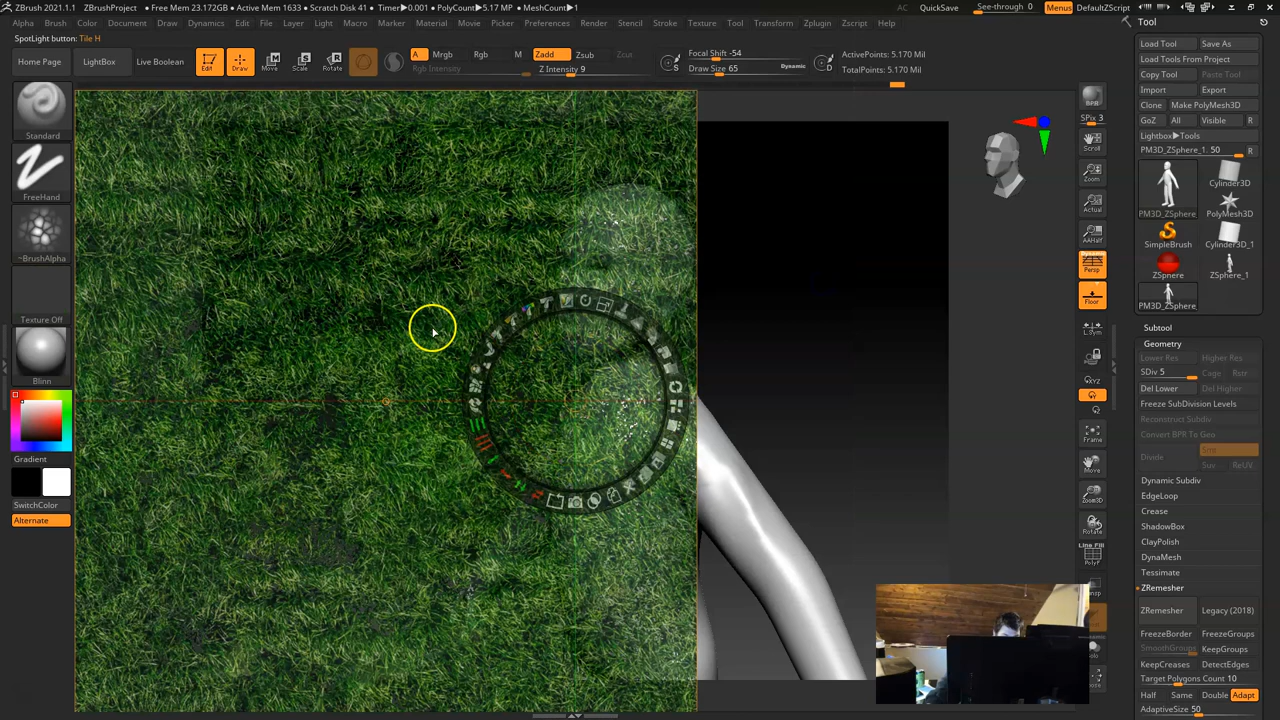 ZBrush 2021.1.1 ZBrushProject • Free Mem 23.172GB • Active Mem 1633 • Scratch Disk 41 • Timer▶0.001 • PolyCount▶5.17 MP • MeshCount▶1
AC QuickSave See-through 0 Menus DefaultZScript
Alpha Brush Color Document Draw Dynamics Edit File Layer Light Macro Marker Material Movie Picker Preferences Render Stencil Stroke Texture Tool Transform Zplugin Zscript Help
SpotLight button: Tile H
Home Page LightBox Live Boolean
Edit Draw Move Scale Rotate
A Mrgb Rgb M Zadd Zsub Zcut
Rgb Intensity Z Intensity 9
Focal Shift -54
Draw Size 65 Dynamic
S D
ActivePoints: 5.170 Mil
TotalPoints: 5.170 Mil
Standard
FreeHand
~BrushAlpha
Texture Off
Blinn
Gradient
SwitchColor
Alternate
BPR
SPix 3
Scroll
Zoom
Actual
AAHalf
Persp
Floor
L.Sym
XYZ
Frame
Move
Zoom3D
Rotate
Line Fill
PolyF
Tool
Load Tool Save As
Load Tools From Project
Copy Tool Paste Tool
Import Export
Clone Make PolyMesh3D
GoZ All Visible R
Lightbox▶Tools
PM3D_ZSphere_1. 50 R
PM3D_ZSphere_
Cylinder3D
PolyMesh3D
SimpleBrush
Cylinder3D_1
ZSphere
ZSphere_1
PM3D_ZSphere_
Subtool
Geometry
Lower Res Higher Res
SDiv 5 Cage Rstr
Del Lower Del Higher
Freeze SubDivision Levels
Reconstruct Subdiv
Convert BPR To Geo
Divide Smt
Suv ReUV
Dynamic Subdiv
EdgeLoop
Crease
ShadowBox
ClayPolish
DynaMesh
Tessimate
ZRemesher
ZRemesher Legacy (2018)
FreezeBorder FreezeGroups
SmoothGroups KeepGroups
KeepCreases DetectEdges
Target Polygons Count 10
Half Same Double Adapt
AdaptiveSize 50